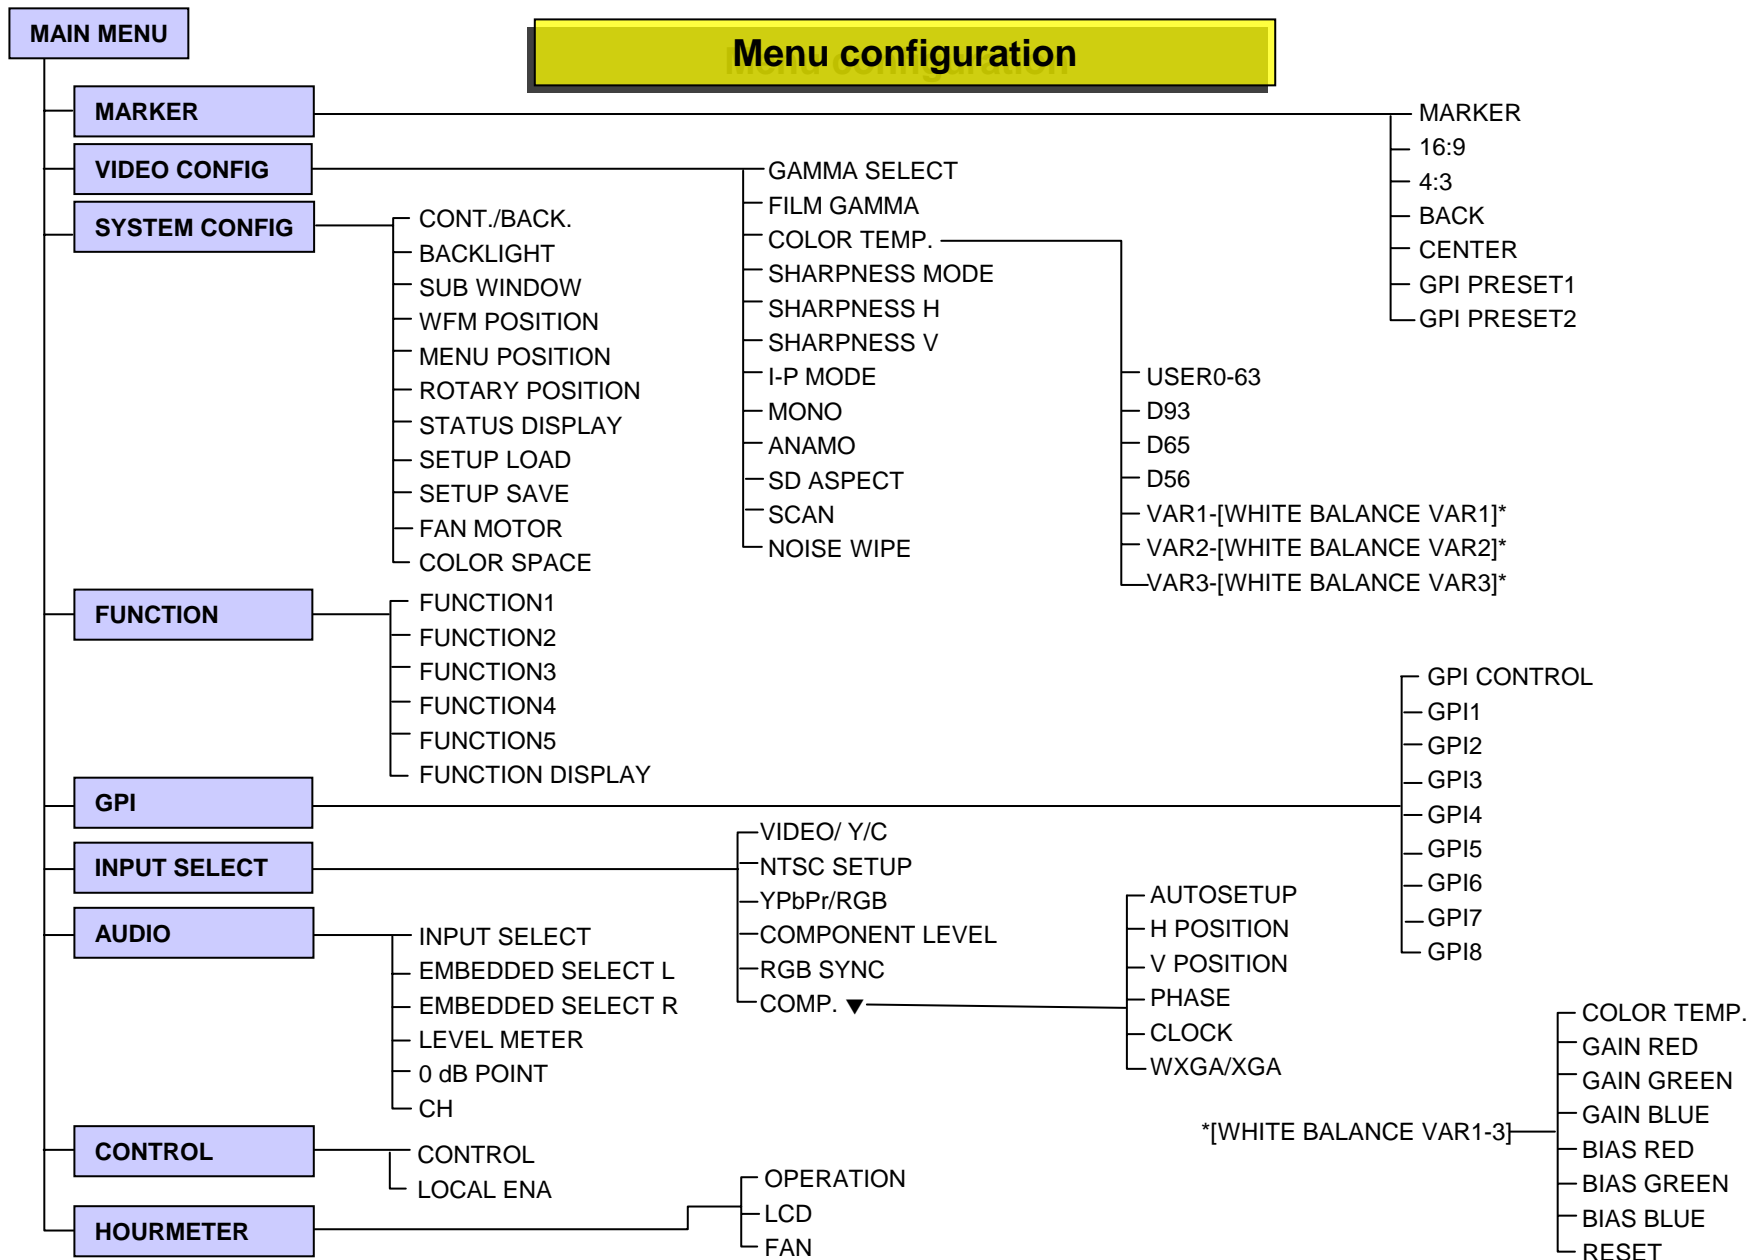 MAIN MENU
Menu configuration
MARKER
MARKER
16:9
4:3
BACK
CENTER
GPI PRESET1
GPI PRESET2
VIDEO CONFIG
GAMMA SELECT
FILM GAMMA
COLOR TEMP.
SHARPNESS MODE
SHARPNESS H
SHARPNESS V
I-P MODE
MONO
ANAMO
SD ASPECT
SCAN
NOISE WIPE
USER0-63
D93
D65
D56
VAR1-[WHITE BALANCE VAR1]*
VAR2-[WHITE BALANCE VAR2]*
VAR3-[WHITE BALANCE VAR3]*
SYSTEM CONFIG
CONT./BACK.
BACKLIGHT
SUB WINDOW
WFM POSITION
MENU POSITION
ROTARY POSITION
STATUS DISPLAY
SETUP LOAD
SETUP SAVE
FAN MOTOR
COLOR SPACE
FUNCTION
FUNCTION1
FUNCTION2
FUNCTION3
FUNCTION4
FUNCTION5
FUNCTION DISPLAY
GPI
GPI CONTROL
GPI1
GPI2
GPI3
GPI4
GPI5
GPI6
GPI7
GPI8
INPUT SELECT
VIDEO/ Y/C
NTSC SETUP
YPbPr/RGB
COMPONENT LEVEL
RGB SYNC
COMP. ▼
AUTOSETUP
H POSITION
V POSITION
PHASE
CLOCK
WXGA/XGA
AUDIO
INPUT SELECT
EMBEDDED SELECT L
EMBEDDED SELECT R
LEVEL METER
0 dB POINT
CH
CONTROL
CONTROL
LOCAL ENA
HOURMETER
OPERATION
LCD
FAN
*[WHITE BALANCE VAR1-3]
COLOR TEMP.
GAIN RED
GAIN GREEN
GAIN BLUE
BIAS RED
BIAS GREEN
BIAS BLUE
RESET